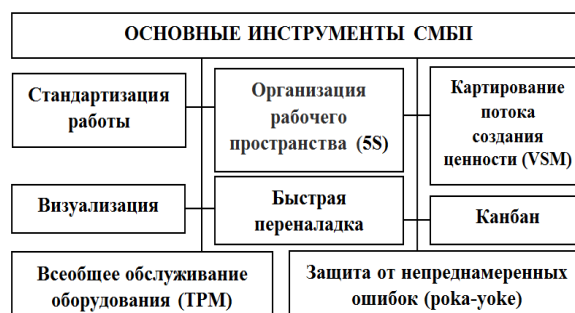 ОСНОВНЫЕ ИНСТРУМЕНТЫ СМБП
Стандартизация
работы
Организация
рабочего
пространства (5S)
Картирование
потока
создания
ценности (VSM)
Визуализация
Быстрая
переналадка
Канбан
Всеобщее обслуживание
оборудования (ТРМ)
Защита от непреднамеренных
ошибок (poka-yoke)